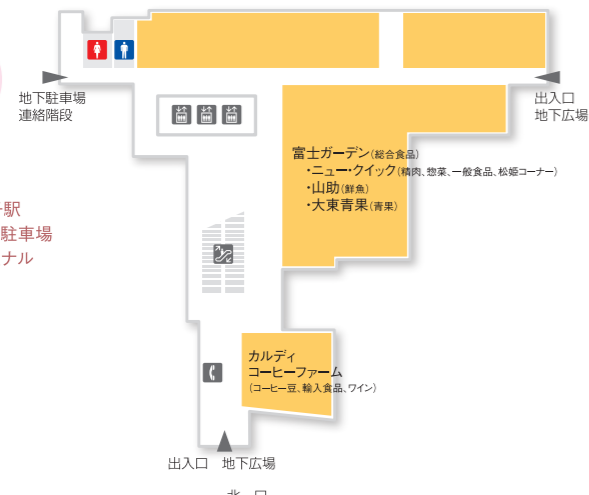 地下駐車場
連絡階段
出入口
地下広場
富士ガーデン(総合食品)
・ニュー・クイック(精肉、惣菜、一般食品、松姫コーナー)
・山助(鮮魚)
・大東青果(青果)
駅
駐車場
ナル
カルディ
コーヒーファーム
(コーヒー豆、輸入食品、ワイン)
出入口 地下広場
北 口